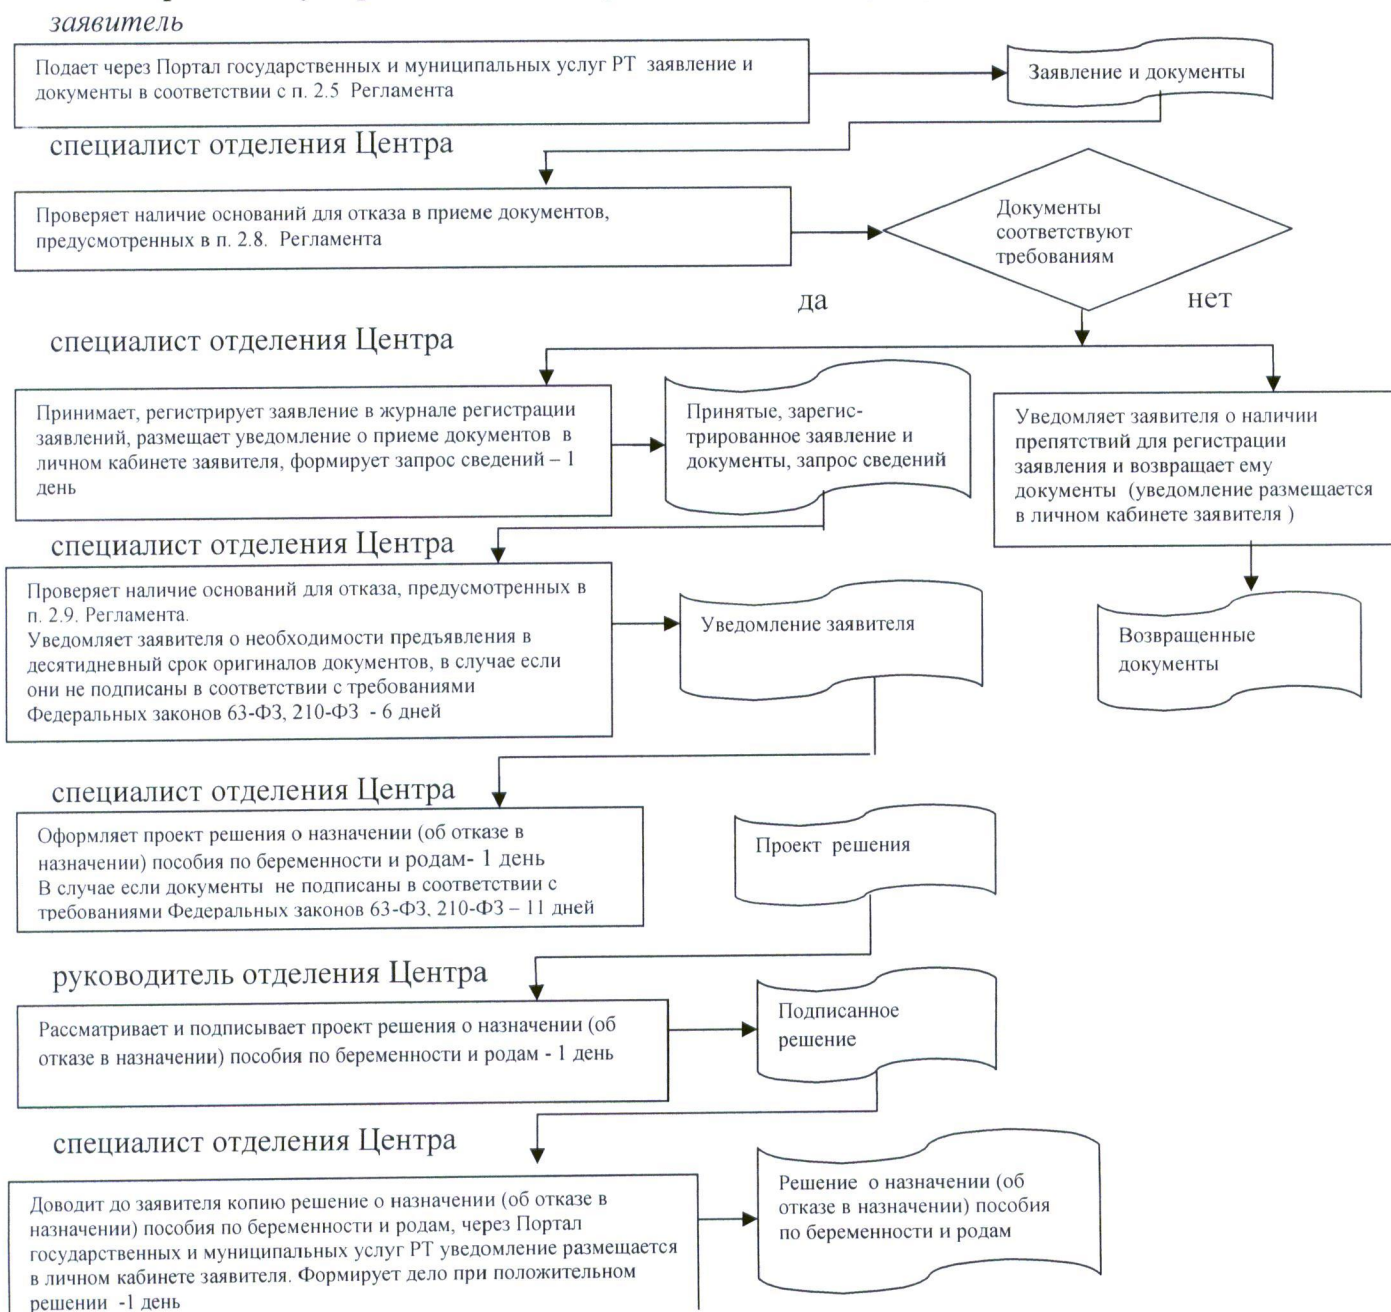 заявитель
Подает через Портал государственных и муниципальных услуг РТ заявление и
документы в соответствии с п. 2.5 Регламента
Заявление и документы
специалист отделения Центра
Проверяет наличие оснований для отказа в приеме документов,
предусмотренных в п. 2.8. Регламента
Документы
соответствуют
требованиям
да
нет
специалист отделения Центра
Принимает, регистрирует заявление в журнале регистрации
заявлений, размещает уведомление о приеме документов в
личном кабинете заявителя, формирует запрос сведений – 1
день
Принятые, зарегис-
трированное заявление и
документы, запрос сведений
Уведомляет заявителя о наличии
препятствий для регистрации
заявления и возвращает ему
документы (уведомление размещается
в личном кабинете заявителя )
специалист отделения Центра
Проверяет наличие оснований для отказа, предусмотренных в
п. 2.9. Регламента.
Уведомляет заявителя о необходимости предъявления в
десятидневный срок оригиналов документов, в случае если
они не подписаны в соответствии с требованиями
Федеральных законов 63-ФЗ, 210-ФЗ - 6 дней
Уведомление заявителя
Возвращенные
документы
специалист отделения Центра
Оформляет проект решения о назначении (об отказе в
назначении) пособия по беременности и родам- 1 день
В случае если документы не подписаны в соответствии с
требованиями Федеральных законов 63-ФЗ, 210-ФЗ – 11 дней
Проект решения
руководитель отделения Центра
Рассматривает и подписывает проект решения о назначении (об
отказе в назначении) пособия по беременности и родам - 1 день
Подписанное
решение
специалист отделения Центра
Доводит до заявителя копию решение о назначении (об отказе в
назначении) пособия по беременности и родам, через Портал
государственных и муниципальных услуг РТ уведомление размещается
в личном кабинете заявителя. Формирует дело при положительном
решении -1 день
Решение о назначении (об
отказе в назначении) пособия
по беременности и родам